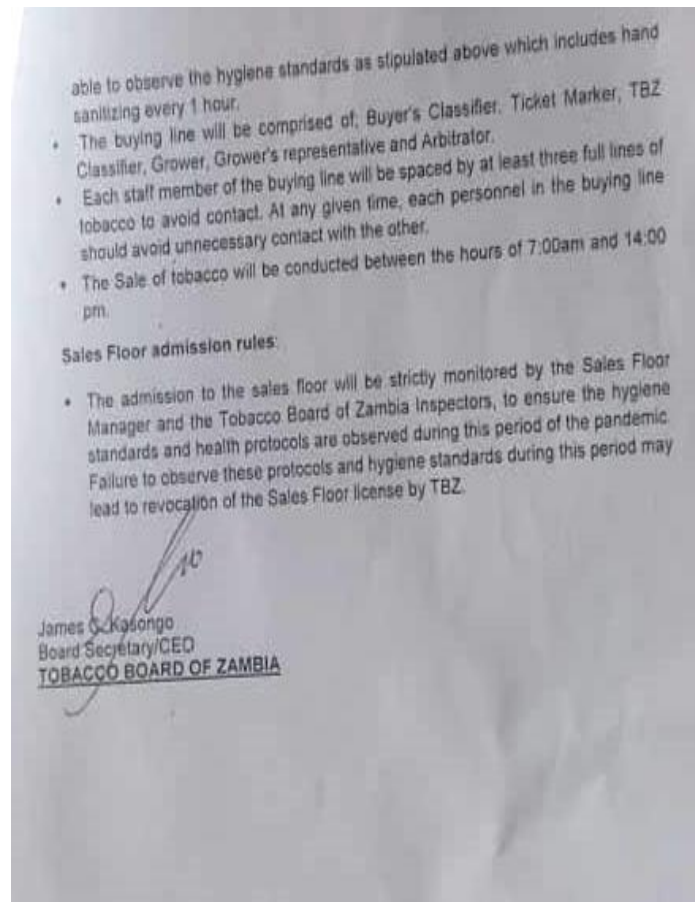 able to observe the hygiene standards as stipulated above which includes hand
sanitizing every 1 hour.
• The buying line will be comprised of; Buyer's Classifier, Ticket Marker, TBZ
Classifier, Grower, Grower's representative and Arbitrator.
• Each staff member of the buying line will be spaced by at least three full lines of
tobacco to avoid contact. At any given time, each personnel in the buying line
should avoid unnecessary contact with the other.
• The Sale of tobacco will be conducted between the hours of 7:00am and 14:00
pm.
Sales Floor admission rules:
• The admission to the sales floor will be strictly monitored by the Sales Floor
Manager and the Tobacco Board of Zambia Inspectors, to ensure the hygiene
standards and health protocols are observed during this period of the pandemic.
Failure to observe these protocols and hygiene standards during this period may
lead to revocation of the Sales Floor license by TBZ.
James Kasongo
Board Secretary/CEO
TOBACCO BOARD OF ZAMBIA